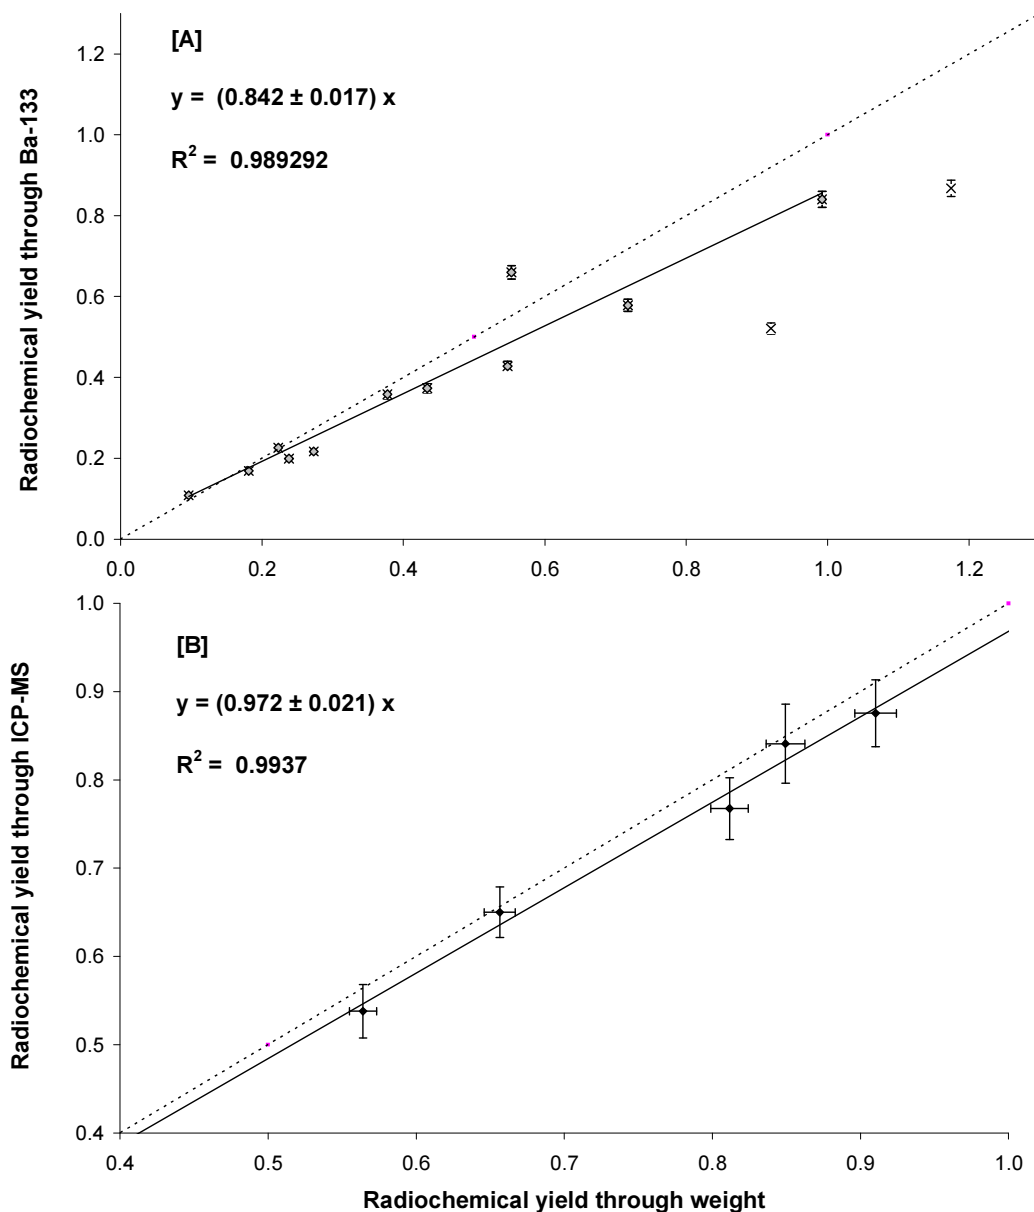 [A]
y = (0.842 ± 0.017) x
R² = 0.989292
Radiochemical yield through Ba-133
1.2
1.0
0.8
0.6
0.4
0.2
0.0
0.0 0.2 0.4 0.6 0.8 1.0 1.2
[B]
y = (0.972 ± 0.021) x
R² = 0.9937
Radiochemical yield through ICP-MS
1.0
0.9
0.8
0.7
0.6
0.5
0.4
0.4 0.5 0.6 0.7 0.8 0.9 1.0
Radiochemical yield through weight